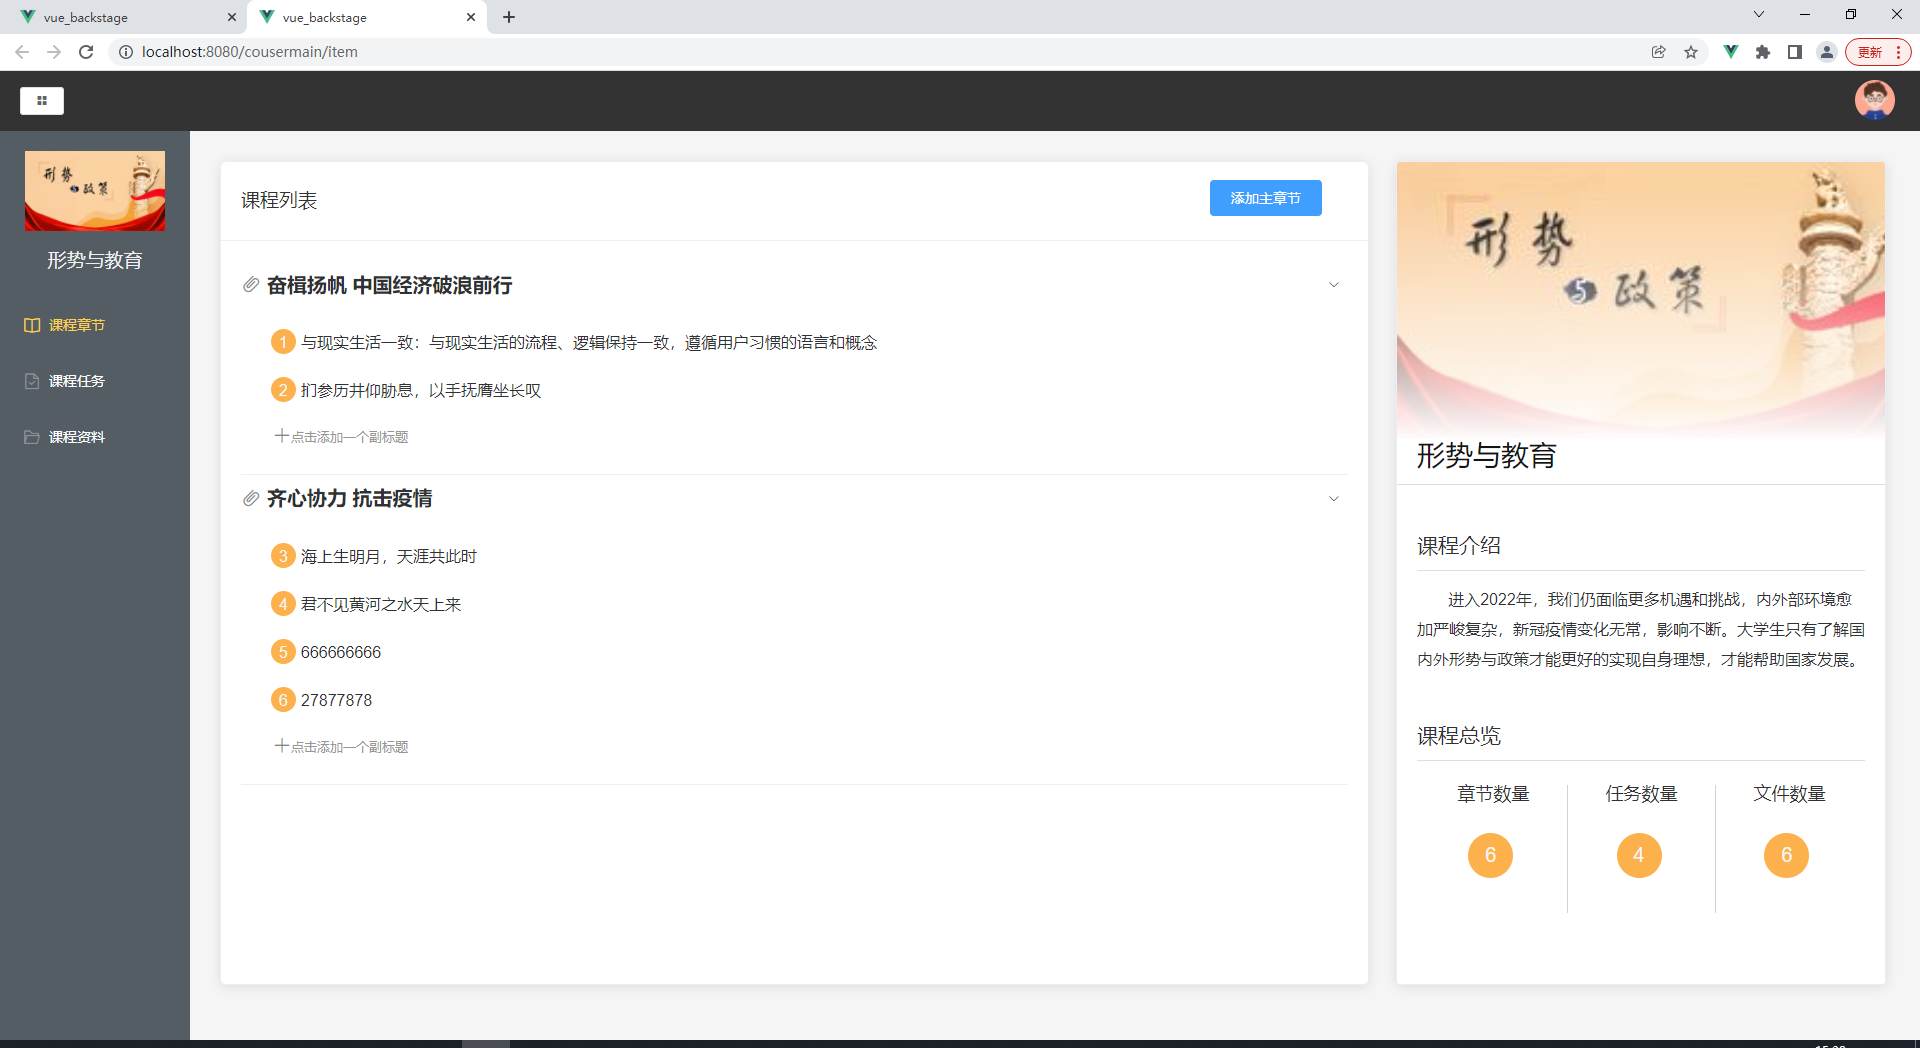 vue_backstage
vue_backstage
localhost:8080/cousermain/item
更新
形势
与政策
形势与教育
课程章节
课程任务
课程资料
课程列表
添加主章节
奋楫扬帆 中国经济破浪前行
1 与现实生活一致：与现实生活的流程、逻辑保持一致，遵循用户习惯的语言和概念
2 扪参历井仰胁息，以手抚膺坐长叹
点击添加一个副标题
齐心协力 抗击疫情
3 海上生明月，天涯共此时
4 君不见黄河之水天上来
5 666666666
6 27877878
点击添加一个副标题
形势
与政策
形势与教育
课程介绍
进入2022年，我们仍面临更多机遇和挑战，内外部环境愈
加严峻复杂，新冠疫情变化无常，影响不断。大学生只有了解国
内外形势与政策才能更好的实现自身理想，才能帮助国家发展。
课程总览
章节数量 任务数量 文件数量
6 4 6